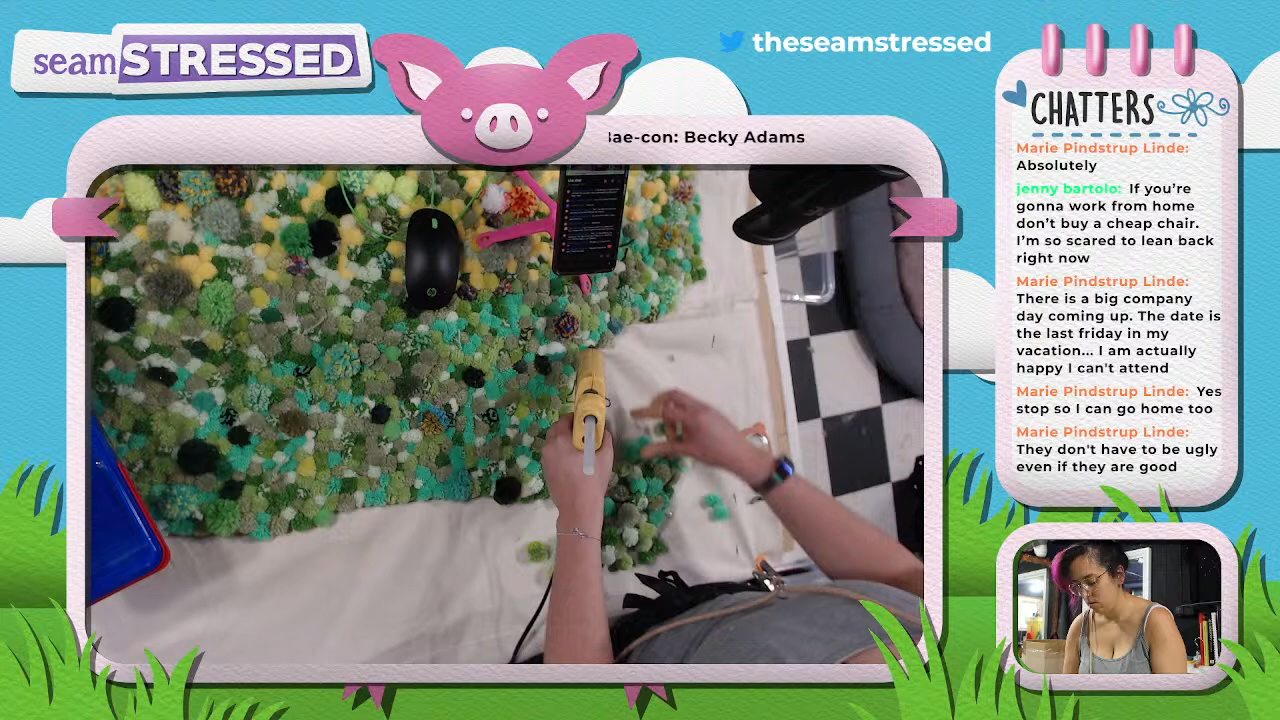 seamSTRESSED
theseamstressed
Bae-con: Becky Adams
CHATTERS
Marie Pindstrup Linde:
Absolutely
jenny bartolo: If you’re
gonna work from home
don’t buy a cheap chair.
I’m so scared to lean back
right now
Marie Pindstrup Linde:
There is a big company
day coming up. The date is
the last friday in my
vacation... I am actually
happy I can't attend
Marie Pindstrup Linde: Yes
stop so I can go home too
Marie Pindstrup Linde:
They don't have to be ugly
even if they are good